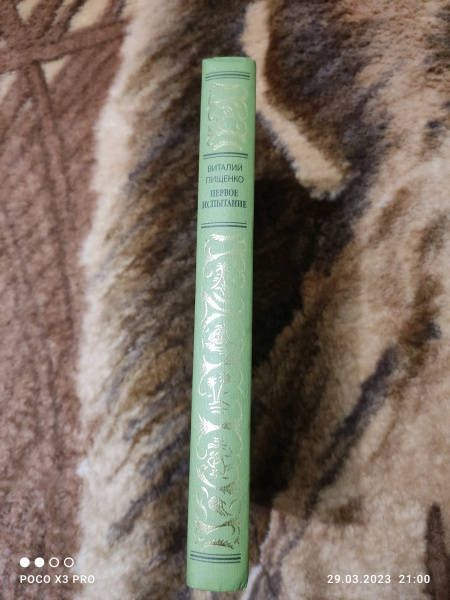 ВИТАЛИЙ
ПИЩЕНКО
ПЕРВОЕ
ИСПЫТАНИЕ
POCO X3 PRO
29.03.2023 21:00